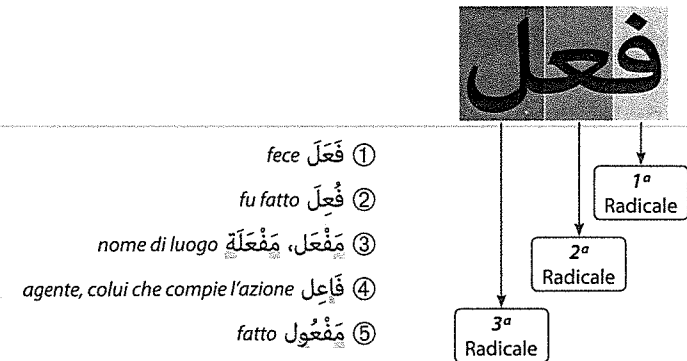 فعل
① فَعَلَ fece
② فُعِلَ fu fatto
③ مَفْعَل، مَفْعَلَة nome di luogo
④ فَاعِل agente, colui che compie l'azione
⑤ مَفْعُول fatto
1ª
Radicale
2ª
Radicale
3ª
Radicale